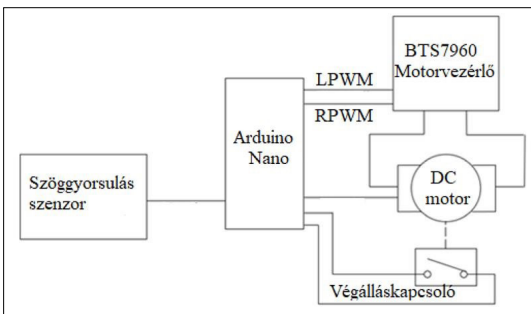 BTS7960
Motorvezérlő
LPWM
RPWM
Arduino
Nano
Szöggyorsulás
szenzor
DC
motor
Végálláskapcsoló